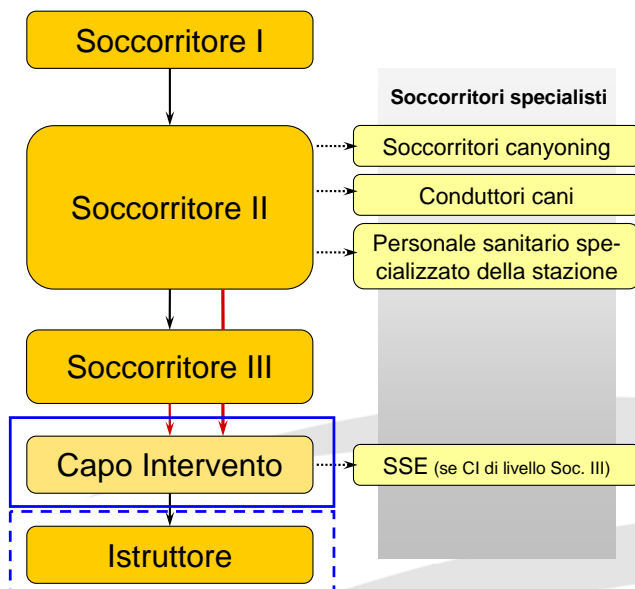 Soccorritore I
Soccorritori specialisti
Soccorritori canyoning
Soccorritore II
Conduttori cani
Personale sanitario spe-
cializzato della stazione
Soccorritore III
Capo Intervento
SSE (se CI di livello Soc. III)
Istruttore